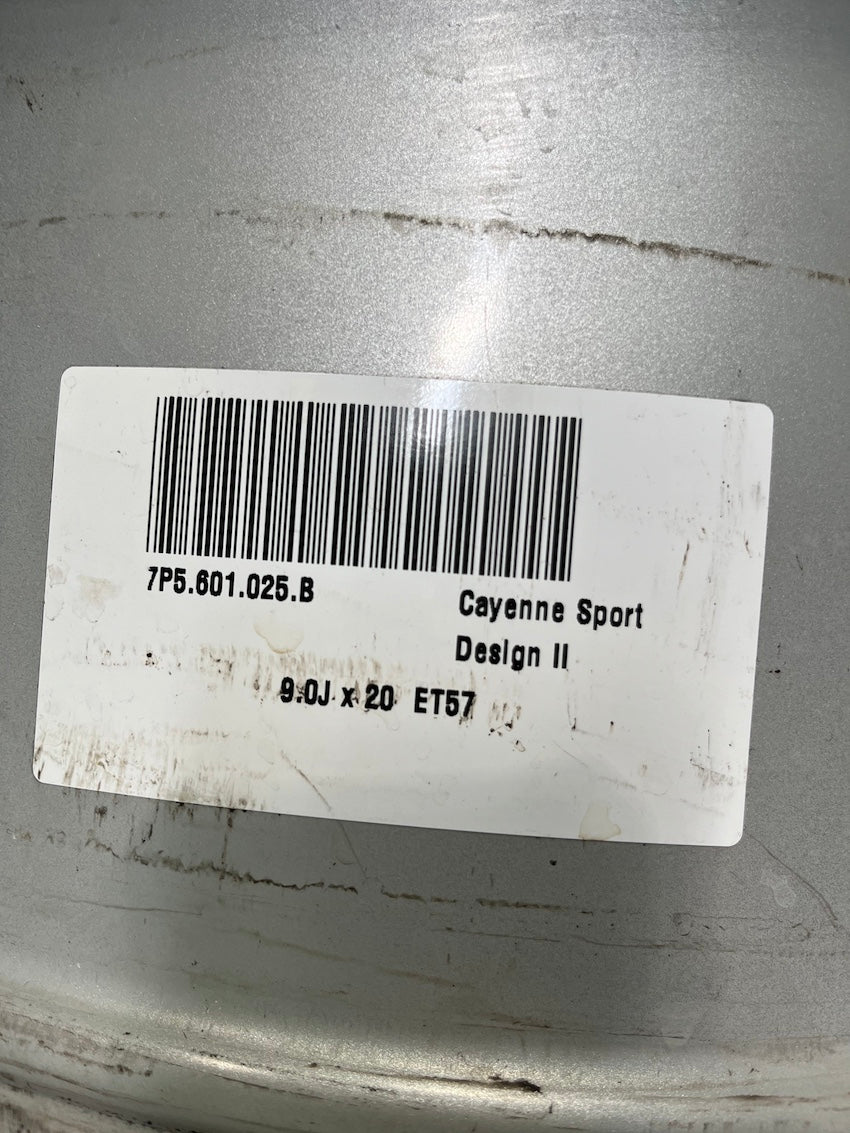 7P5.601.025.B
Cayenne Sport
Design II
9.0J x 20 ET57